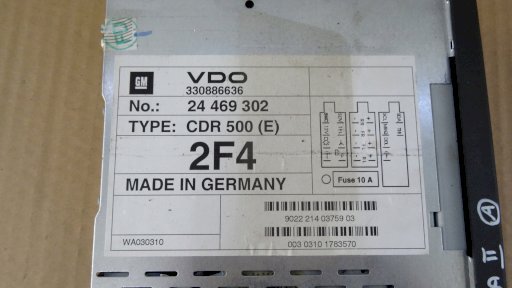 GM
VDO
330886636
No.: 24 469 302
TYPE: CDR 500 (E)
2F4
MADE IN GERMANY
Fuse 10 A
9022 214 03759 03
WA030310
003 0310 1783570
A II A